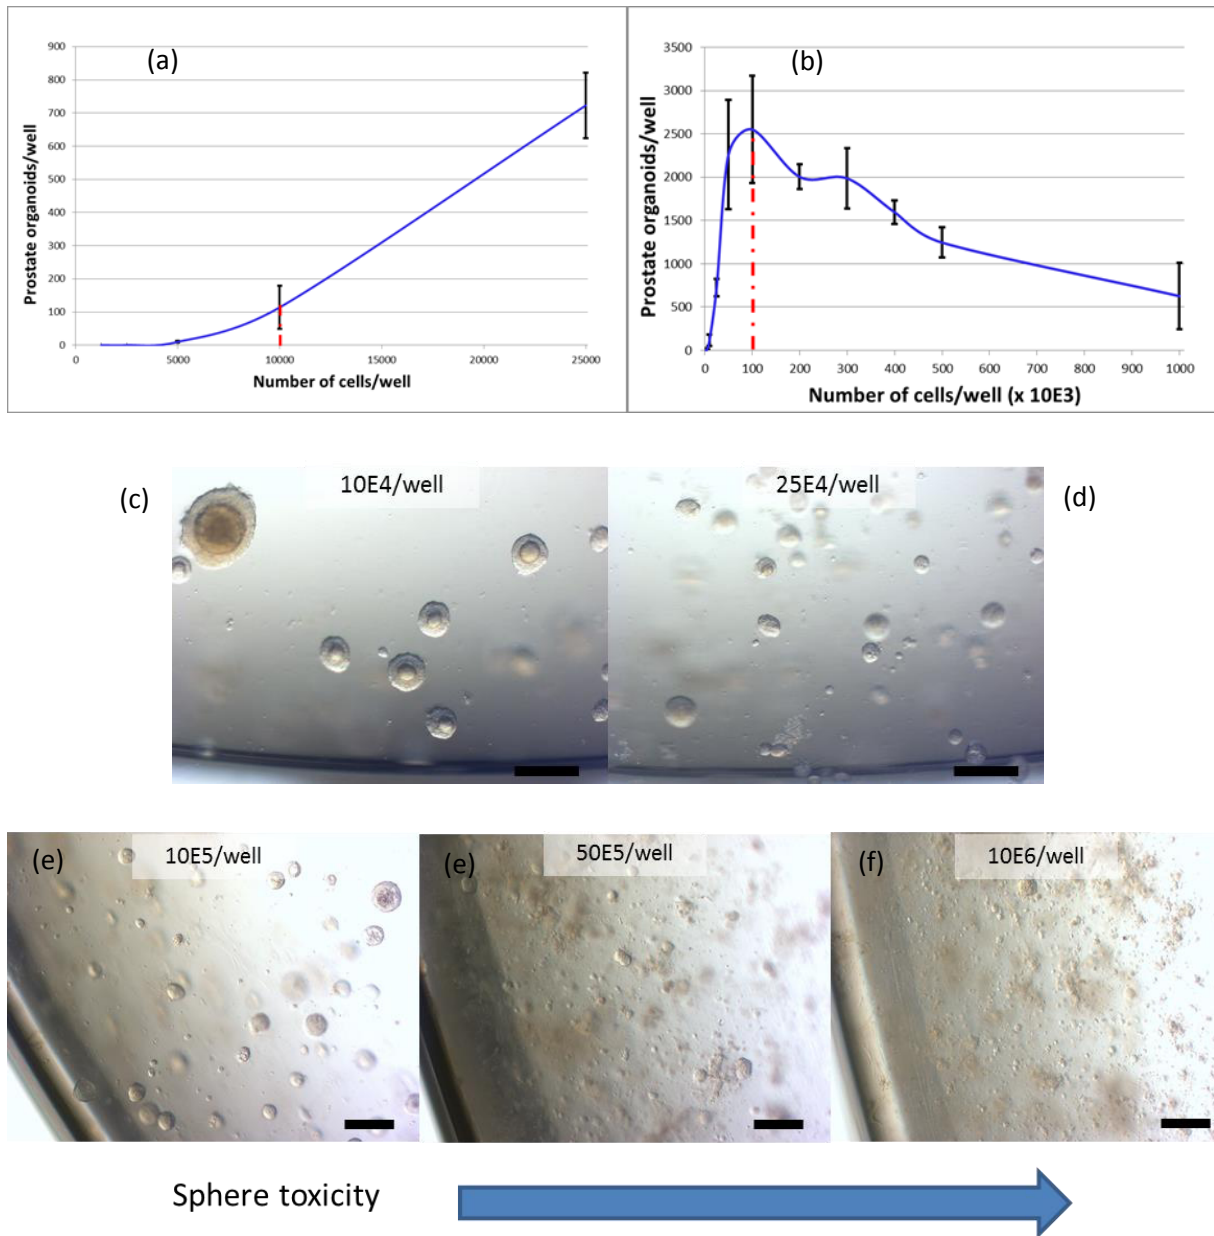 (a)
900
800
700
600
500
400
300
200
100
0
Prostate organoids/well
0 5000 10000 15000 20000 25000
Number of cells/well
(b)
3500
3000
2500
2000
1500
1000
500
0
Prostate organoids/well
0 100 200 300 400 500 600 700 800 900 1000
Number of cells/well (x 10E3)
(c)
10E4/well
25E4/well
(d)
(e)
10E5/well
(e)
50E5/well
(f)
10E6/well
Sphere toxicity